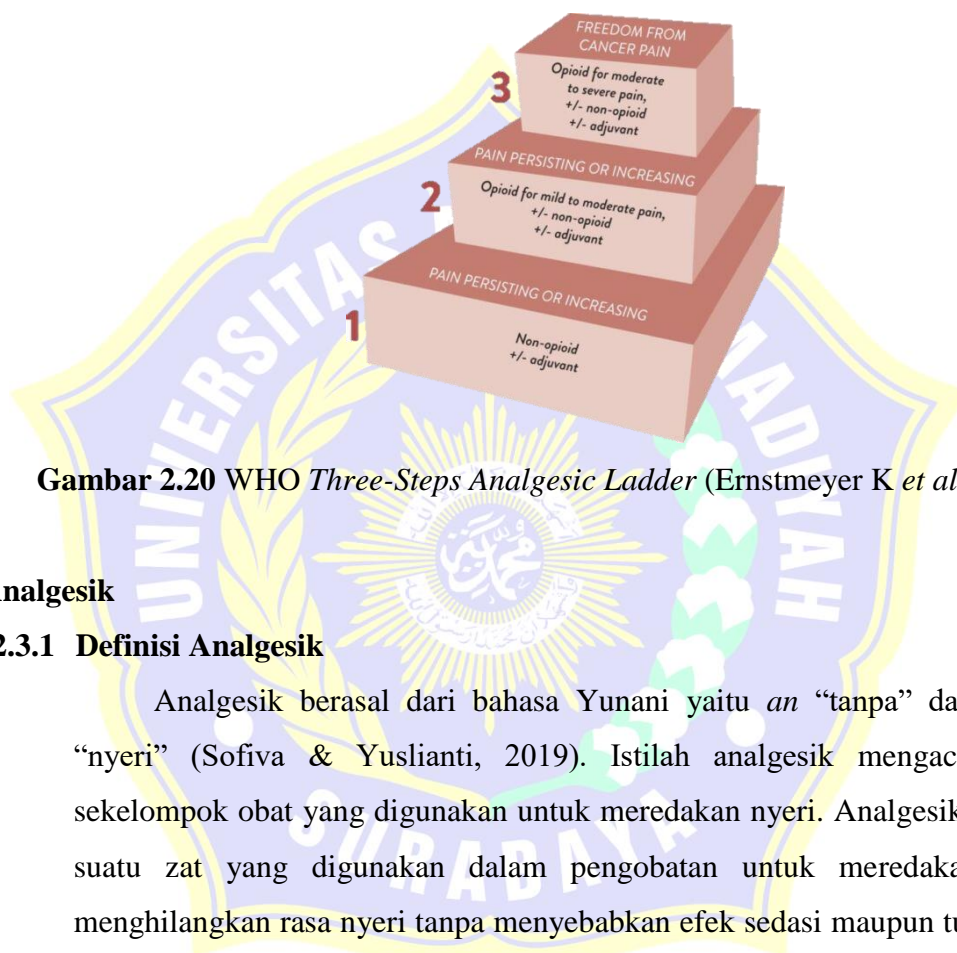 FREEDOM FROM
CANCER PAIN
3
Opioid for moderate
to severe pain,
+/- non-opioid
+/- adjuvant
PAIN PERSISTING OR INCREASING
2
Opioid for mild to moderate pain,
+/- non-opioid
+/- adjuvant
PAIN PERSISTING OR INCREASING
1
Non-opioid
+/- adjuvant
Gambar 2.20 WHO Three-Steps Analgesic Ladder (Ernstmeyer K et al
nalgesik
2.3.1 Definisi Analgesik
Analgesik berasal dari bahasa Yunani yaitu an “tanpa” da
“nyeri” (Sofiva & Yuslianti, 2019). Istilah analgesik mengac
sekelompok obat yang digunakan untuk meredakan nyeri. Analgesik
suatu zat yang digunakan dalam pengobatan untuk meredaka
menghilangkan rasa nyeri tanpa menyebabkan efek sedasi maupun tu
UNIVERSITAS
SURABAYA